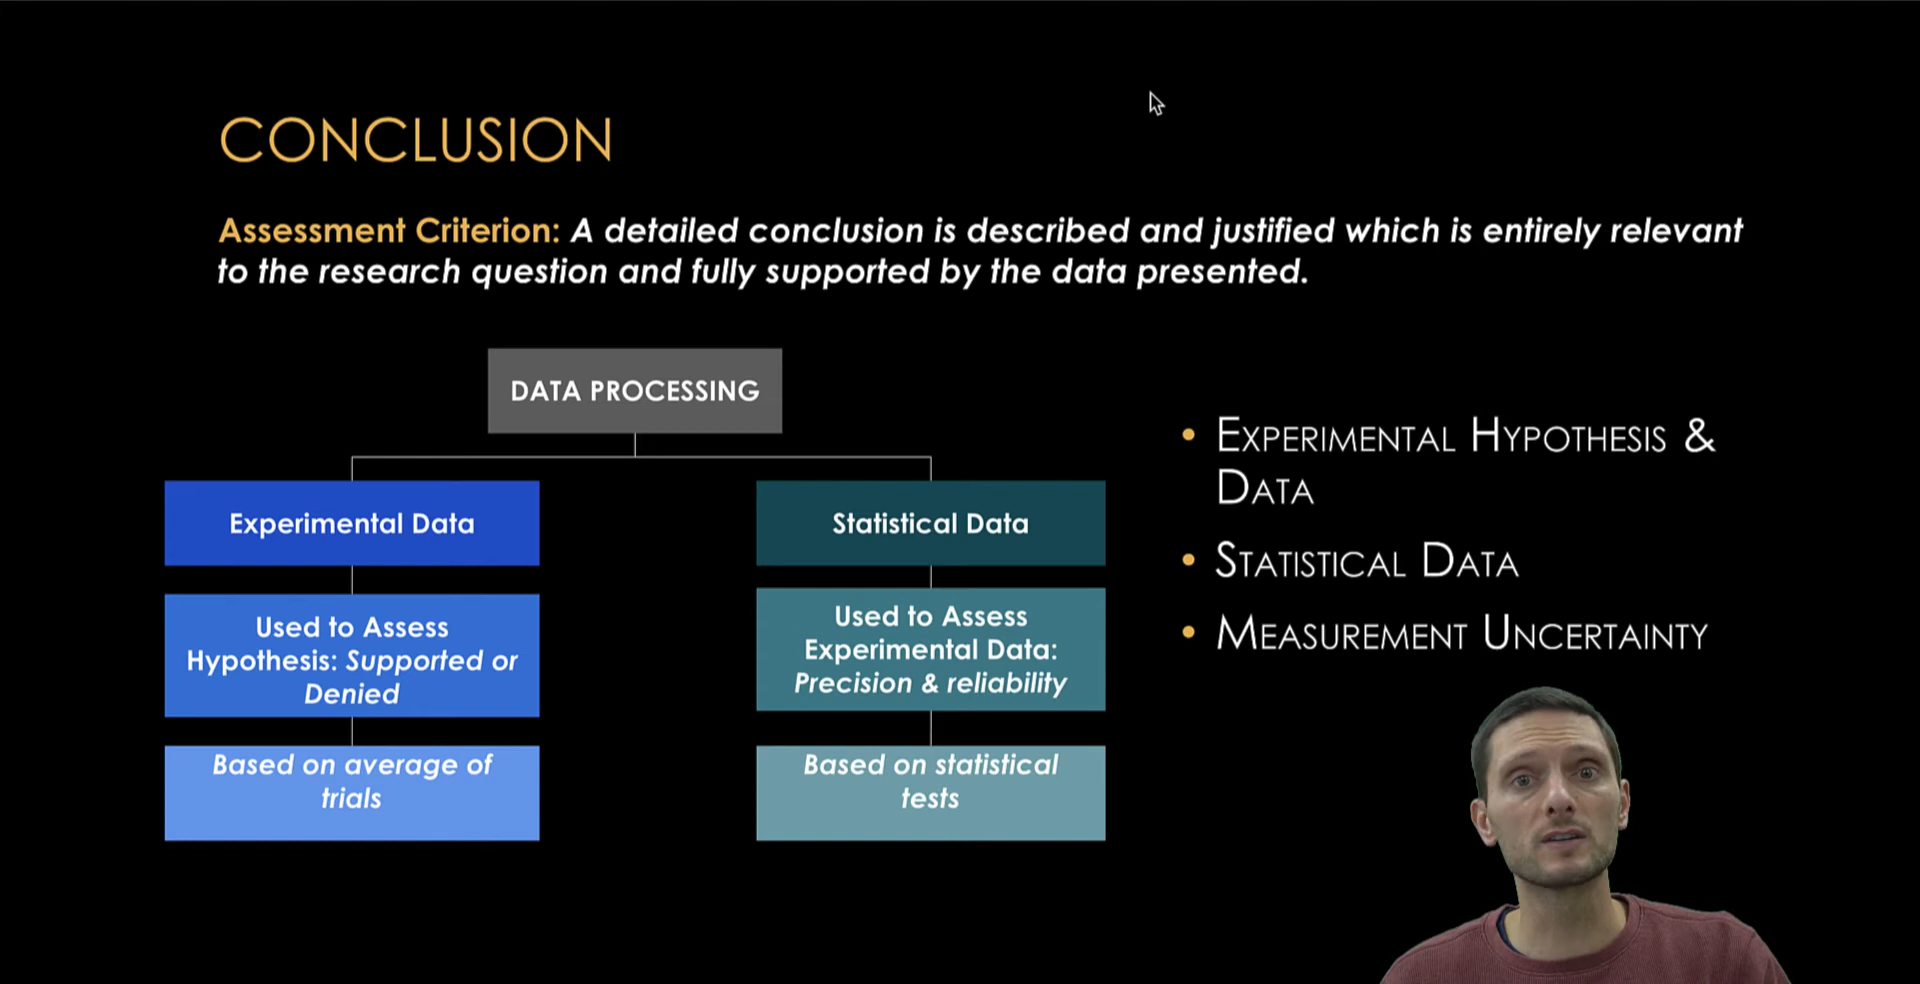 CONCLUSION
Assessment Criterion: A detailed conclusion is described and justified which is entirely relevant
to the research question and fully supported by the data presented.
DATA PROCESSING
Experimental Data
Used to Assess
Hypothesis: Supported or
Denied
Based on average of
trials
Statistical Data
Used to Assess
Experimental Data:
Precision & reliability
Based on statistical
tests
• EXPERIMENTAL HYPOTHESIS &
DATA
• STATISTICAL DATA
• MEASUREMENT UNCERTAINTY